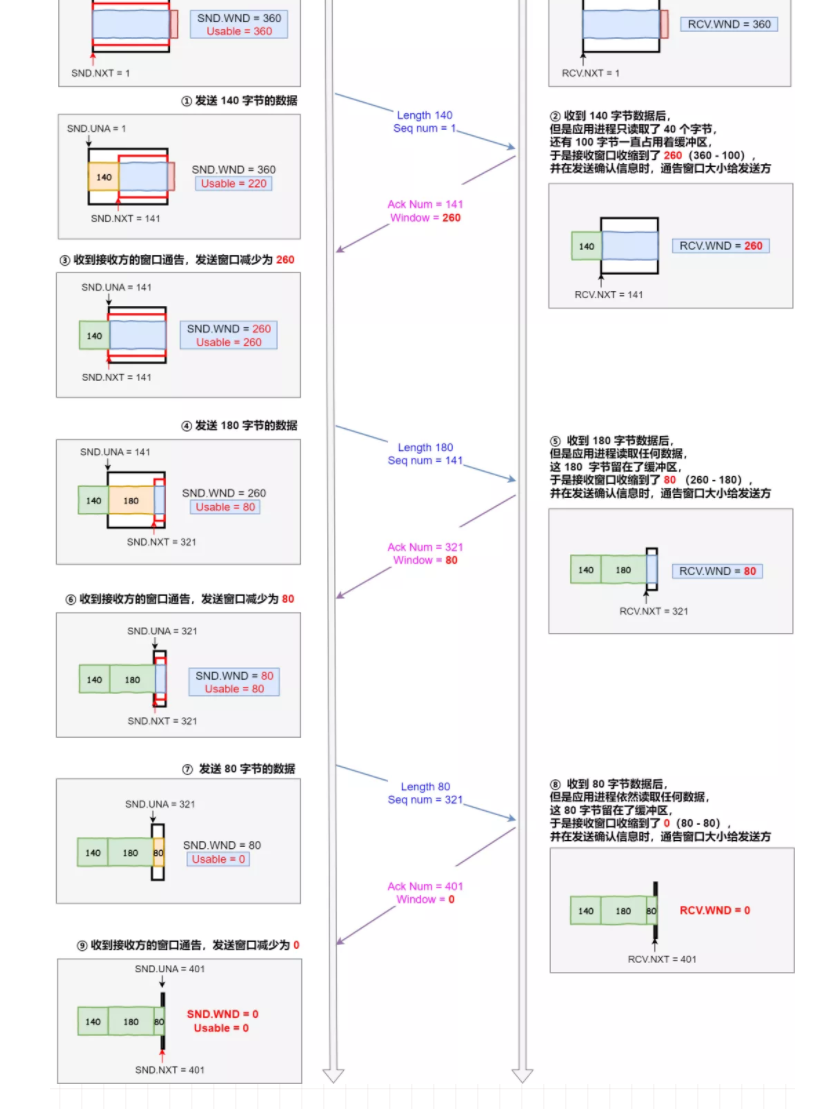 SND.WND = 360
Usable = 360
SND.NXT = 1
RCV.WND = 360
RCV.NXT = 1
① 发送 140 字节的数据
SND.UNA = 1
140
SND.WND = 360
Usable = 220
SND.NXT = 141
Length 140
Seq num = 1
② 收到 140 字节数据后，
但是应用进程只读取了 40 个字节，
还有 100 字节一直占用着缓冲区，
于是接收窗口收缩到了 260（360 - 100），
并在发送确认信息时，通告窗口大小给发送方
Ack Num = 141
Window = 260
140
RCV.WND = 260
RCV.NXT = 141
③ 收到接收方的窗口通告，发送窗口减少为 260
SND.UNA = 141
140
SND.WND = 260
Usable = 260
SND.NXT = 141
④ 发送 180 字节的数据
SND.UNA = 141
140
180
SND.WND = 260
Usable = 80
SND.NXT = 321
Length 180
Seq num = 141
⑤ 收到 180 字节数据后，
但是应用进程读取任何数据，
这 180 字节留在了缓冲区，
于是接收窗口收缩到了 80（260 - 180），
并在发送确认信息时，通告窗口大小给发送方
Ack Num = 321
Window = 80
140
180
RCV.WND = 80
RCV.NXT = 321
⑥ 收到接收方的窗口通告，发送窗口减少为 80
SND.UNA = 321
140
180
SND.WND = 80
Usable = 80
SND.NXT = 321
⑦ 发送 80 字节的数据
SND.UNA = 321
140
180
80
SND.WND = 80
Usable = 0
Length 80
Seq num = 321
⑧ 收到 80 字节数据后，
但是应用进程依然读取任何数据，
这 80 字节留在了缓冲区，
于是接收窗口收缩到了 0（80 - 80），
并在发送确认信息时，通告窗口大小给发送方
Ack Num = 401
Window = 0
140
180
80
RCV.WND = 0
RCV.NXT = 401
⑨ 收到接收方的窗口通告，发送窗口减少为 0
SND.UNA = 401
140
180
80
SND.WND = 0
Usable = 0
SND.NXT = 401